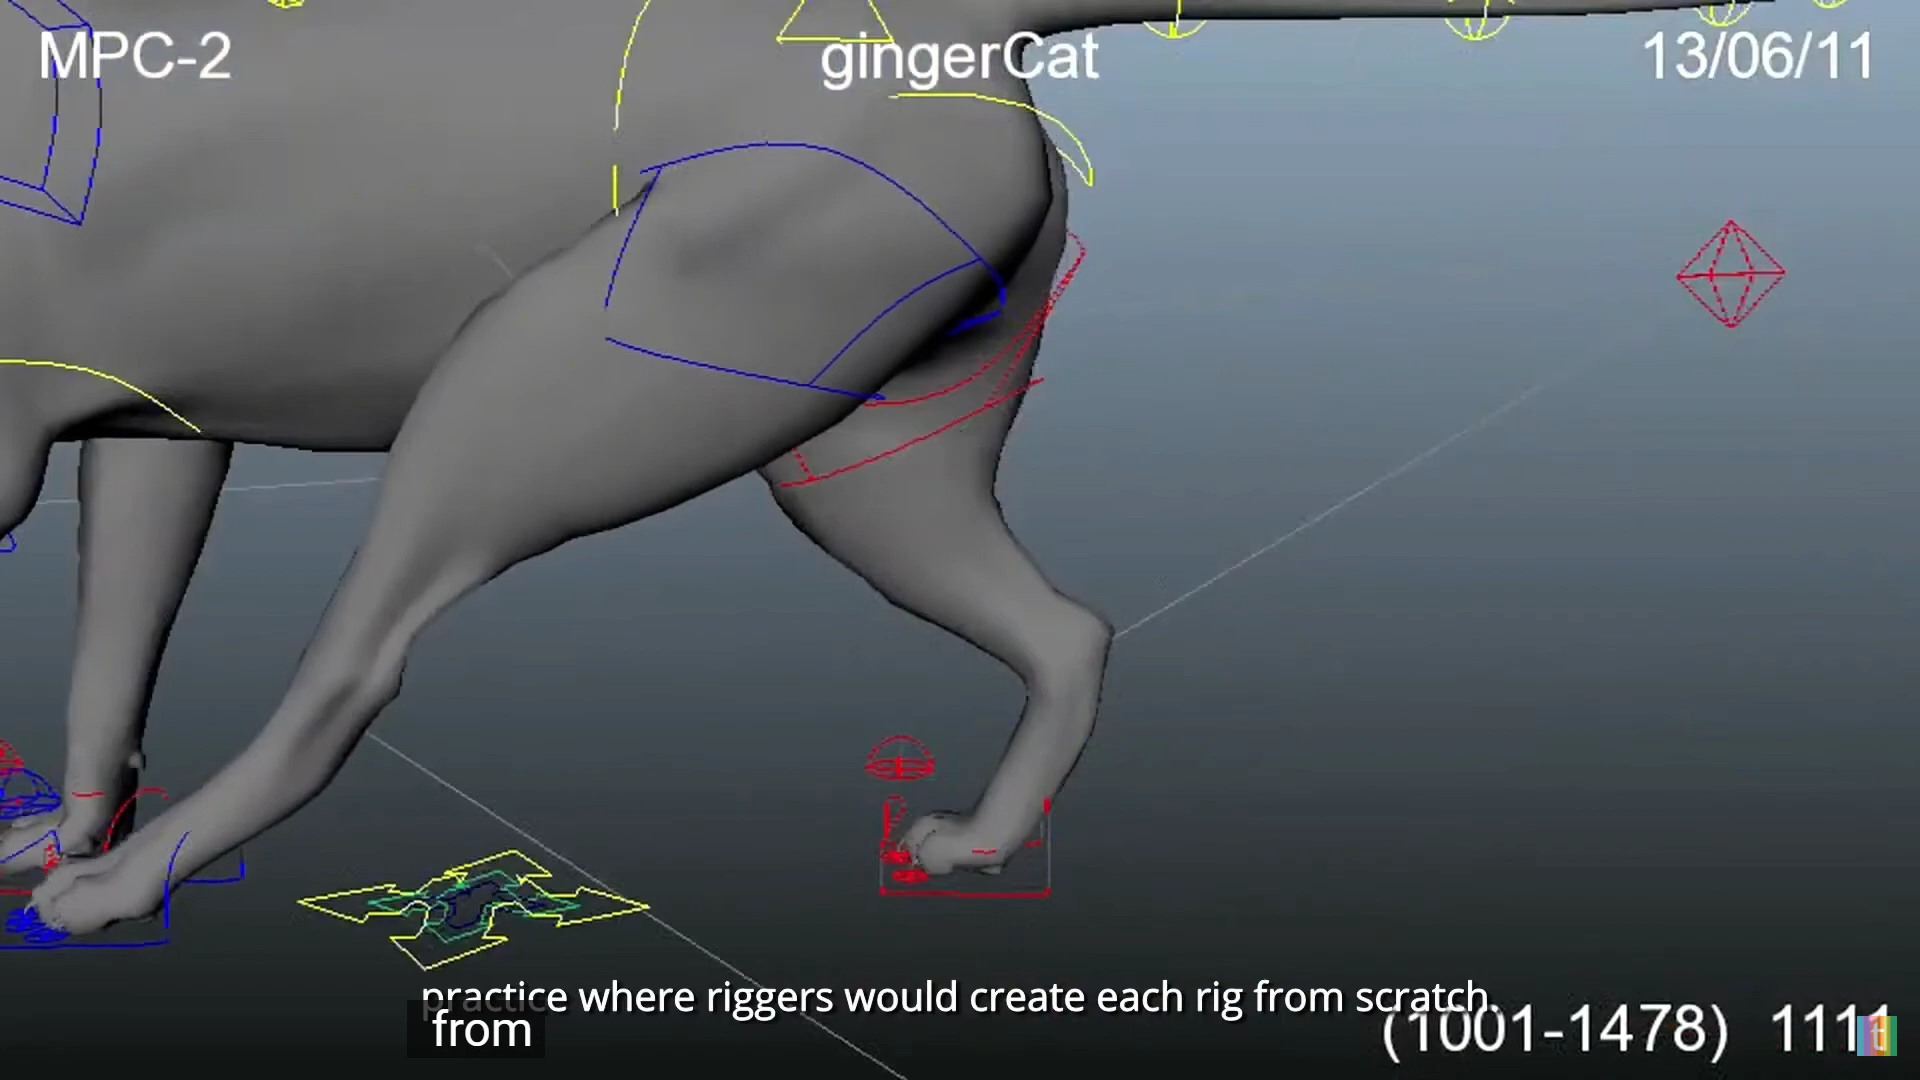 MPC-2
gingerCat
13/06/11
practice where riggers would create each rig from scratch.
from
(1001-1478) 1111
t